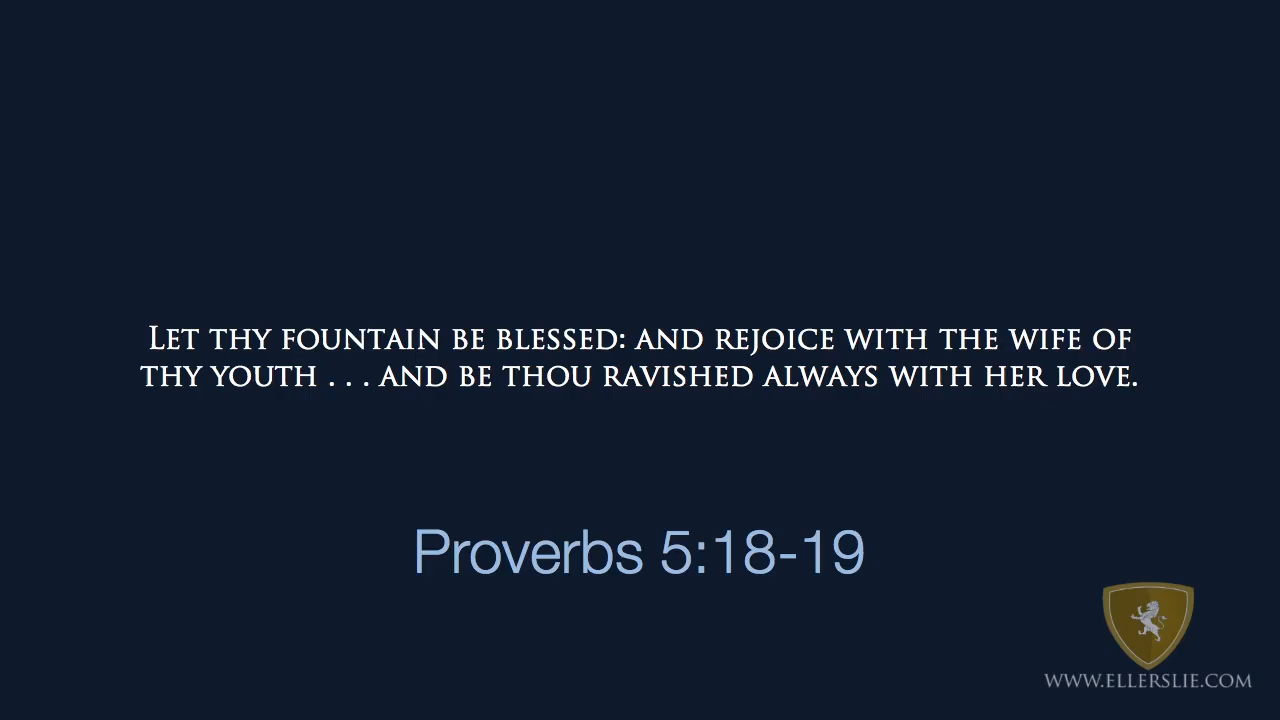 Let thy fountain be blessed: and rejoice with the wife of
thy youth . . . and be thou ravished always with her love.
Proverbs 5:18-19
www.ellerslie.com